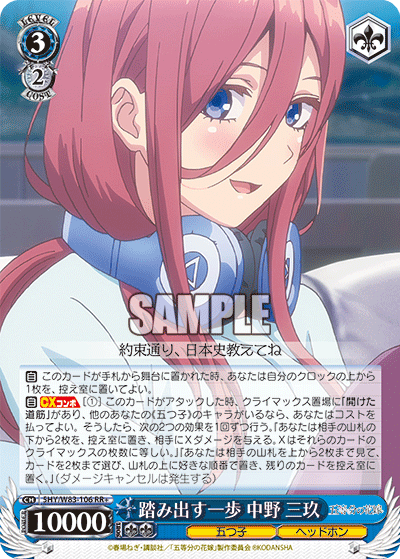 LEVEL
3
2
COST
SAMPLE
約束通り、日本史教えてね
このカードが手札から舞台に置かれた時、あなたは自分のクロックの上から
1枚を、控え室に置いてよい。
CXコンボ [①] このカードがアタックした時、クライマックス置場に「開けた
道筋」があり、他のあなたの《五つ子》のキャラがいるなら、あなたはコストを
払ってよい。そうしたら、次の2つの効果を1回ずつ行う。『あなたは相手の山札の
下から2枚を、控え室に置き、相手にXダメージを与える。Xはそれらのカード
のクライマックスの枚数に等しい。』『あなたは相手の山札を上から2枚まで見
て、カードを2枚まで選び、山札の上に好きな順番で置き、残りのカードを控え室に
置く。』(ダメージキャンセルは発生する)
CH
5HY/W83-106 RR+
10000
踏み出す一歩 中野 三玖
五つ子
ヘッドホン
©春場ねぎ・講談社/「五等分の花嫁」製作委員会 ®KODANSHA